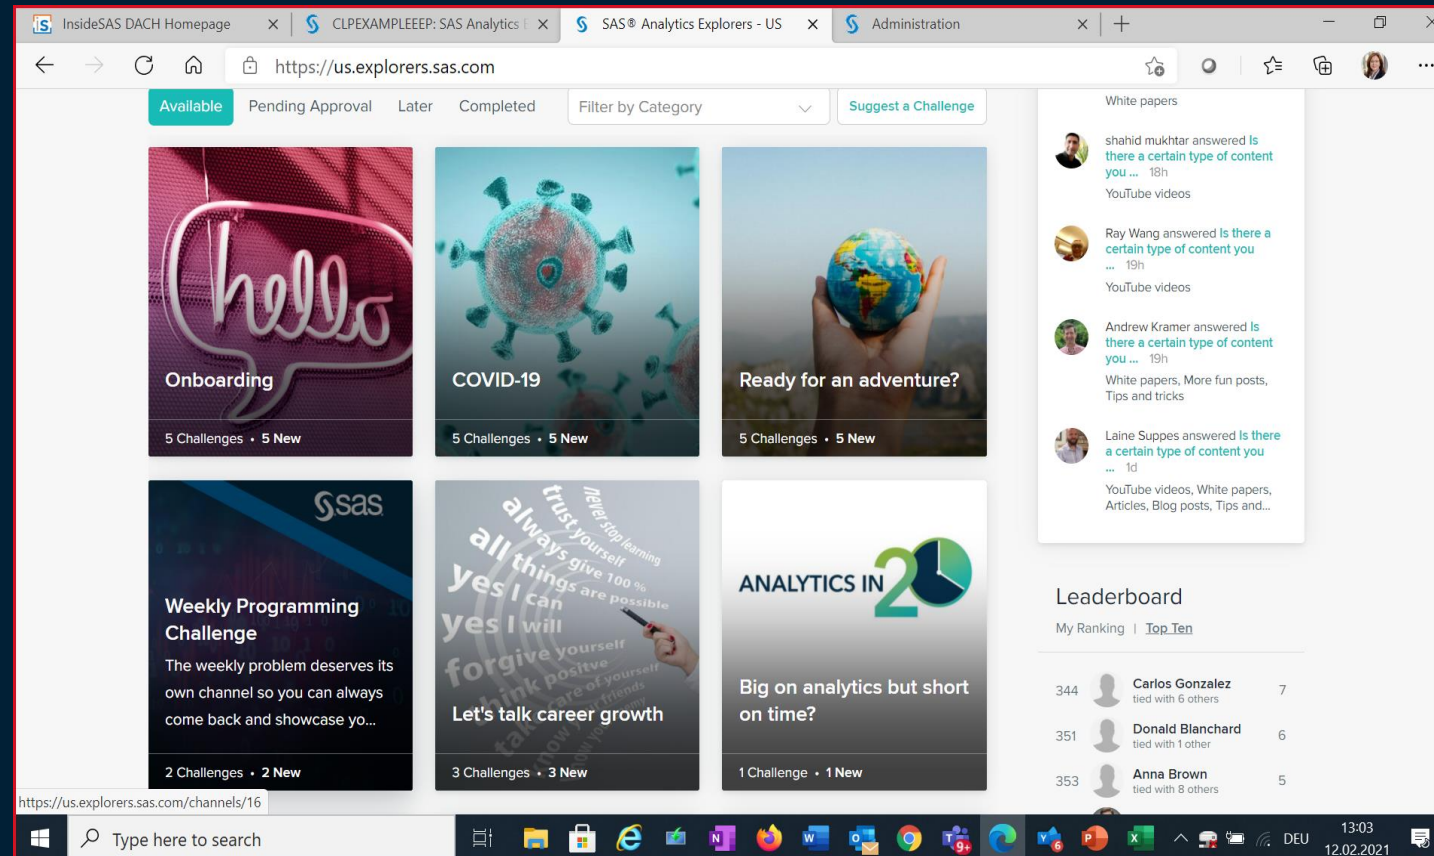 InsideSAS DACH Homepage
CLPEXAMPLEEEP: SAS Analytics E
SAS® Analytics Explorers - US
Administration
https://us.explorers.sas.com
Available
Pending Approval
Later
Completed
Filter by Category
Suggest a Challenge
hello
Onboarding
5 Challenges • 5 New
COVID-19
5 Challenges • 5 New
Ready for an adventure?
5 Challenges • 5 New
sas
Weekly Programming
Challenge
The weekly problem deserves its
own channel so you can always
come back and showcase yo...
2 Challenges • 2 New
never stop learning
trust yourself
always give 100 %
all things are possible
yes I can
yes I will
forgive yourself
think positive
take care of yourself
Let's talk career growth
3 Challenges • 3 New
ANALYTICS IN 20
Big on analytics but short
on time?
1 Challenge • 1 New
White papers
shahid mukhtar answered Is
there a certain type of content
you ... 18h
YouTube videos
Ray Wang answered Is there a
certain type of content you
... 19h
YouTube videos
Andrew Kramer answered Is
there a certain type of content
you ... 19h
White papers, More fun posts,
Tips and tricks
Laine Suppes answered Is there
a certain type of content you
... 1d
YouTube videos, White papers,
Articles, Blog posts, Tips and...
Leaderboard
My Ranking | Top Ten
344 Carlos Gonzalez 7
tied with 6 others
351 Donald Blanchard 6
tied with 1 other
353 Anna Brown 5
tied with 8 others
https://us.explorers.sas.com/channels/16
Type here to search
DEU
13:03
12.02.2021